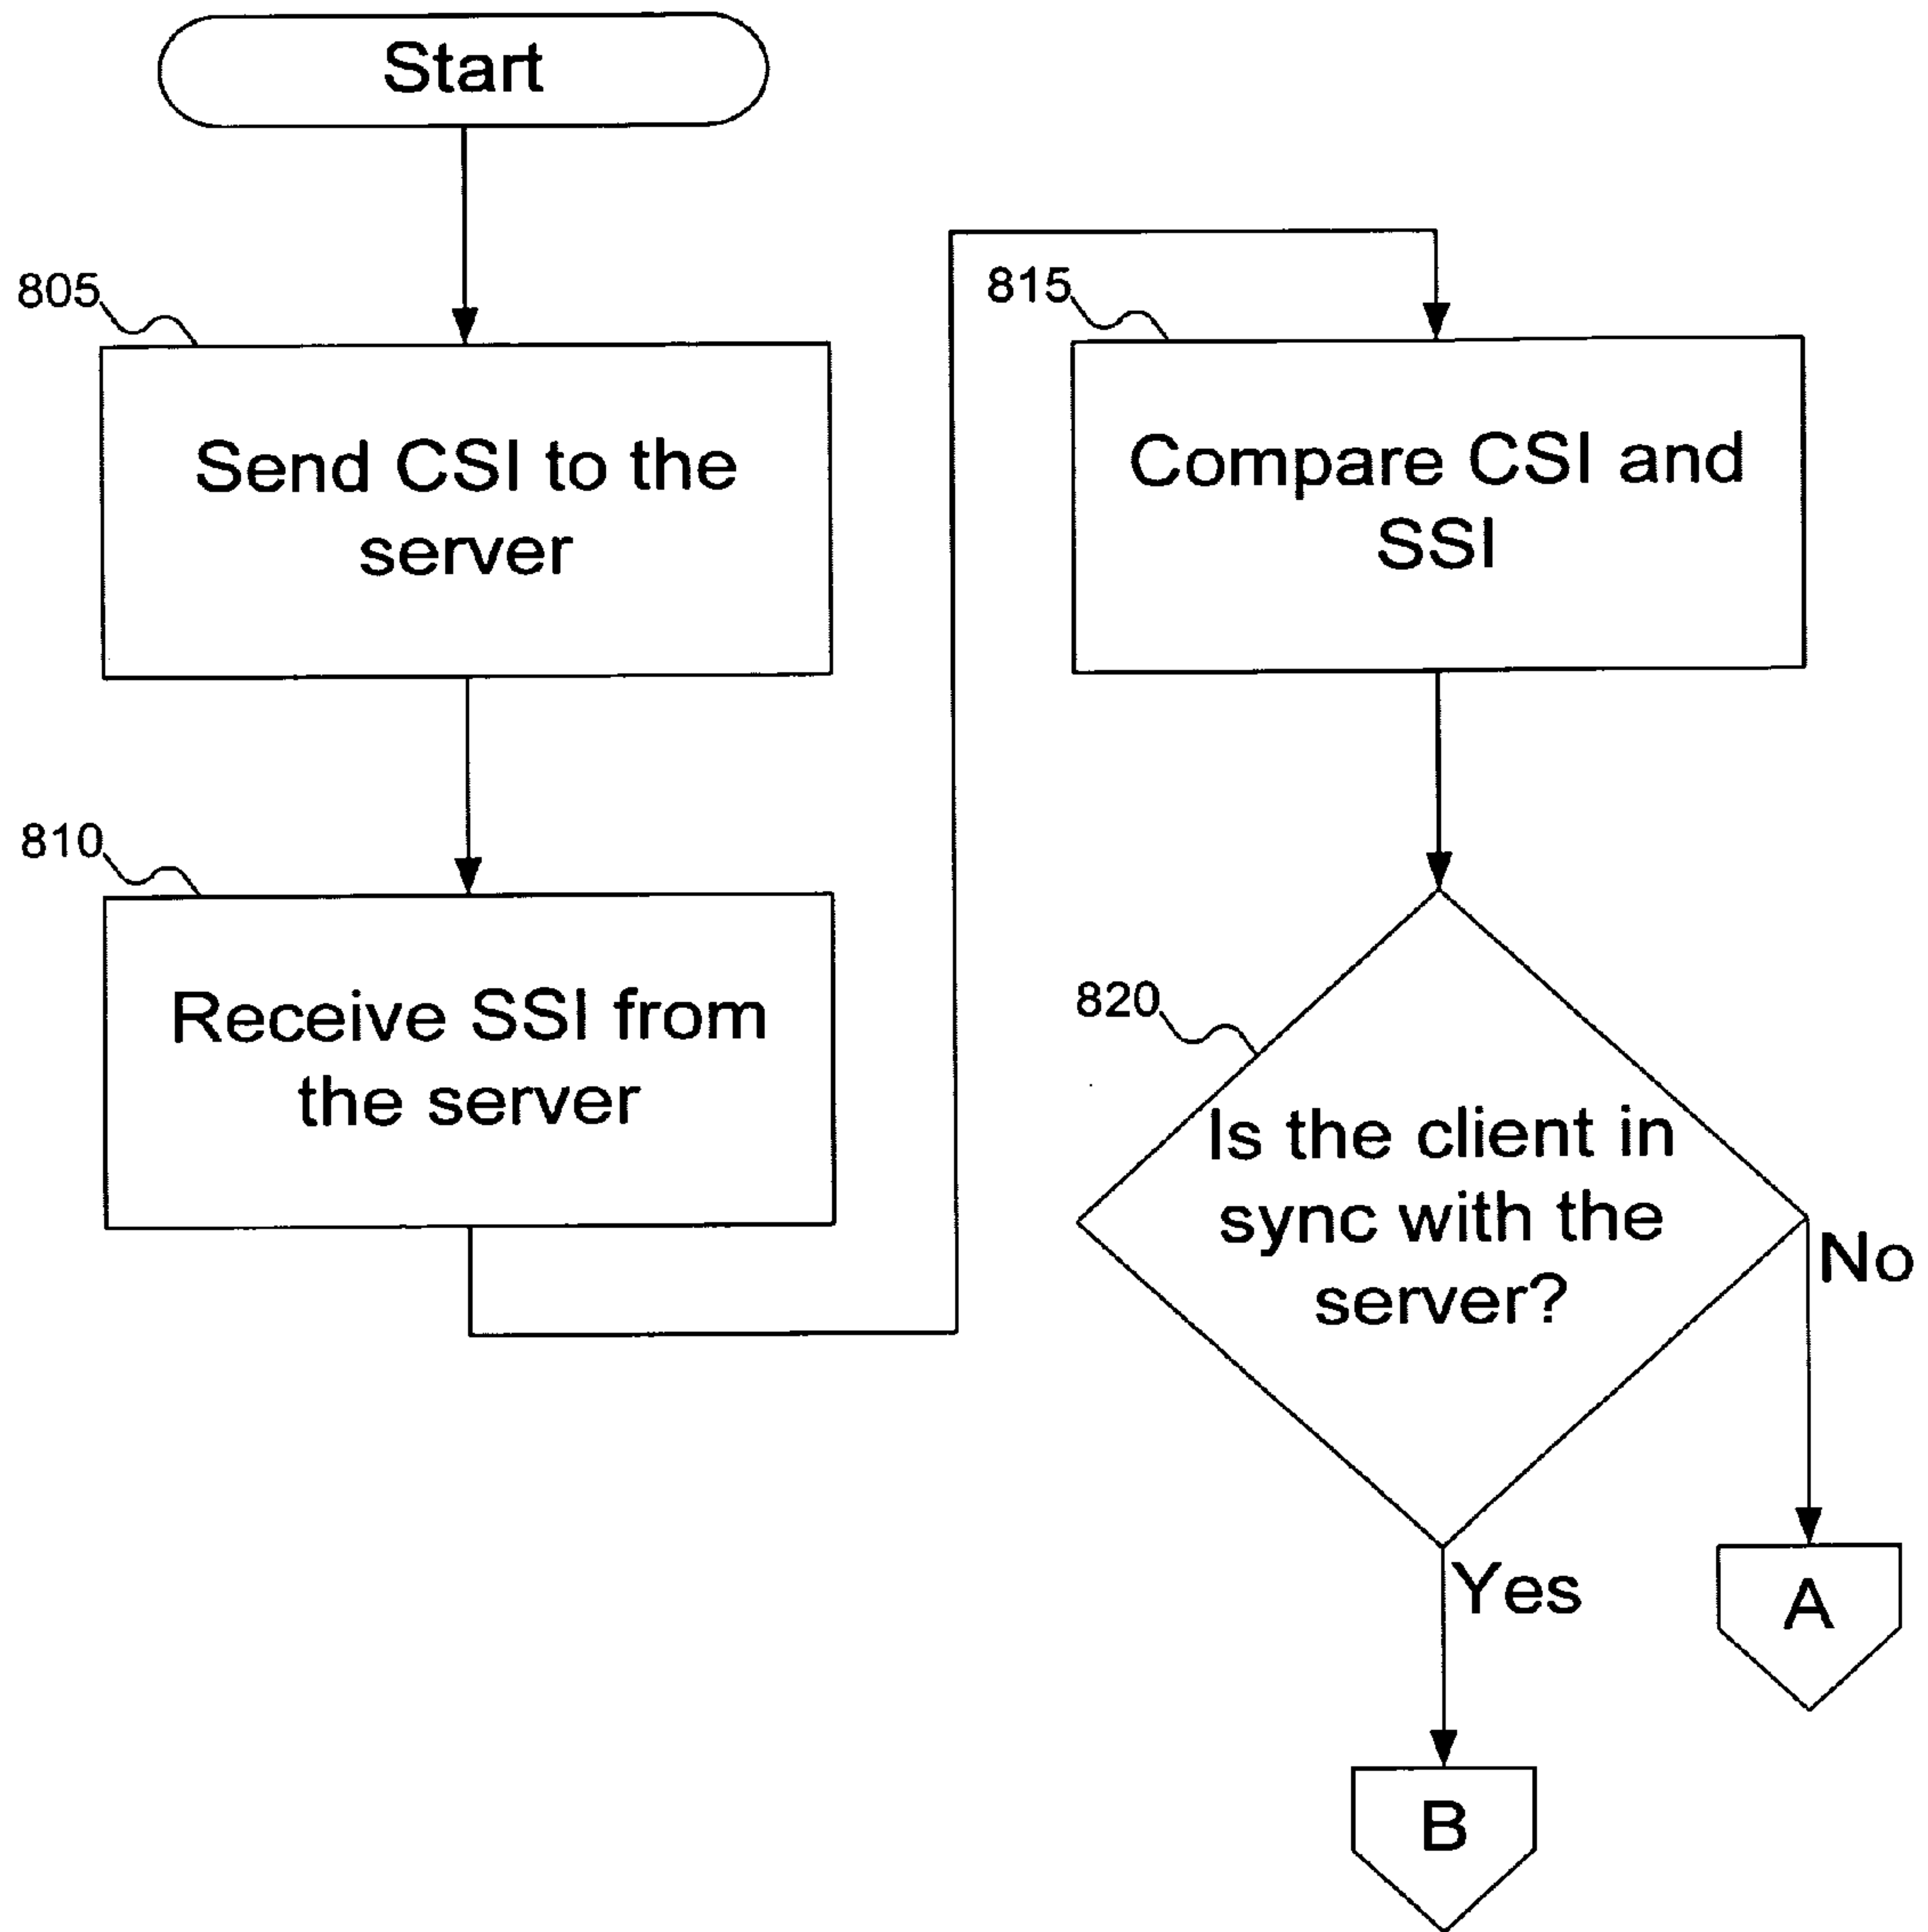 Start
805
Send CSI to the
server
810
Receive SSI from
the server
815
Compare CSI and
SSI
820
Is the client in
sync with the
server?
No
Yes
A
B